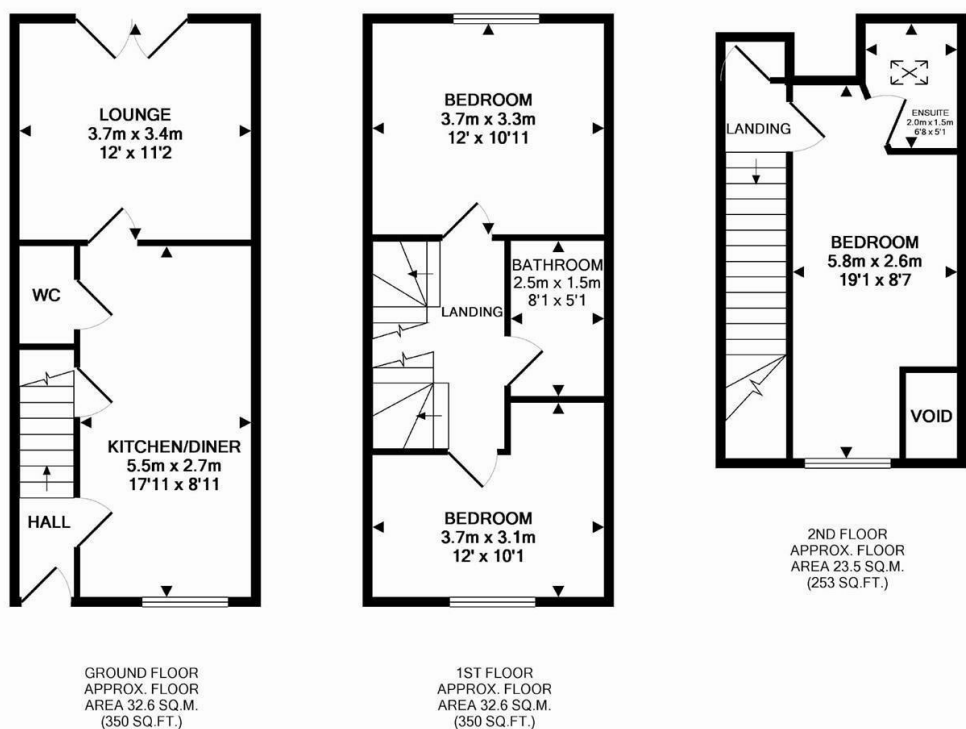 LOUNGE
3.7m x 3.4m
12' x 11'2
WC
KITCHEN/DINER
5.5m x 2.7m
17'11 x 8'11
HALL
GROUND FLOOR
APPROX. FLOOR
AREA 32.6 SQ.M.
(350 SQ.FT.)
BEDROOM
3.7m x 3.3m
12' x 10'11
BATHROOM
2.5m x 1.5m
8'1 x 5'1
LANDING
BEDROOM
3.7m x 3.1m
12' x 10'1
1ST FLOOR
APPROX. FLOOR
AREA 32.6 SQ.M.
(350 SQ.FT.)
ENSUITE
2.0m x 1.5m
6'8 x 5'1
LANDING
BEDROOM
5.8m x 2.6m
19'1 x 8'7
VOID
2ND FLOOR
APPROX. FLOOR
AREA 23.5 SQ.M.
(253 SQ.FT.)